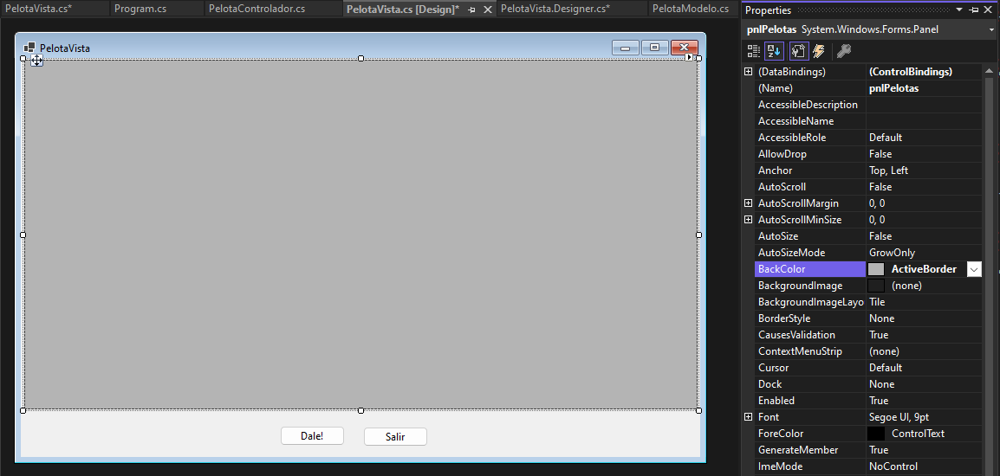 PelotaVista.cs* Program.cs PelotaControlador.cs PelotaVista.cs [Design]* PelotaVista.Designer.cs* PelotaModelo.cs
PelotaVista
Dale! Salir
Properties
pnlPelotas System.Windows.Forms.Panel
(DataBindings) (ControlBindings)
(Name) pnlPelotas
AccessibleDescription
AccessibleName
AccessibleRole Default
AllowDrop False
Anchor Top, Left
AutoScroll False
AutoScrollMargin 0, 0
AutoScrollMinSize 0, 0
AutoSize False
AutoSizeMode GrowOnly
BackColor ActiveBorder
BackgroundImage (none)
BackgroundImageLayo Tile
BorderStyle None
CausesValidation True
ContextMenuStrip (none)
Cursor Default
Dock None
Enabled True
Font Segoe UI, 9pt
ForeColor ControlText
GenerateMember True
ImeMode NoControl